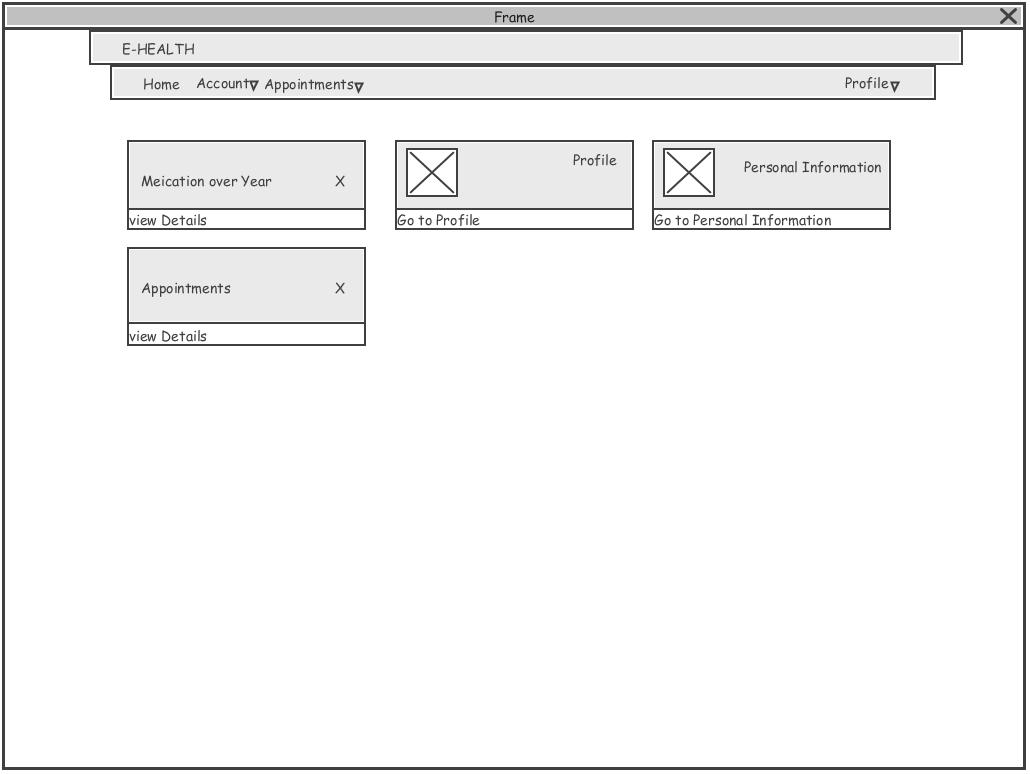 Frame
E-HEALTH
Home Account Appointments Profile
Meication over Year X
view Details
Profile
Go to Profile
Personal Information
Go to Personal Information
Appointments X
view Details